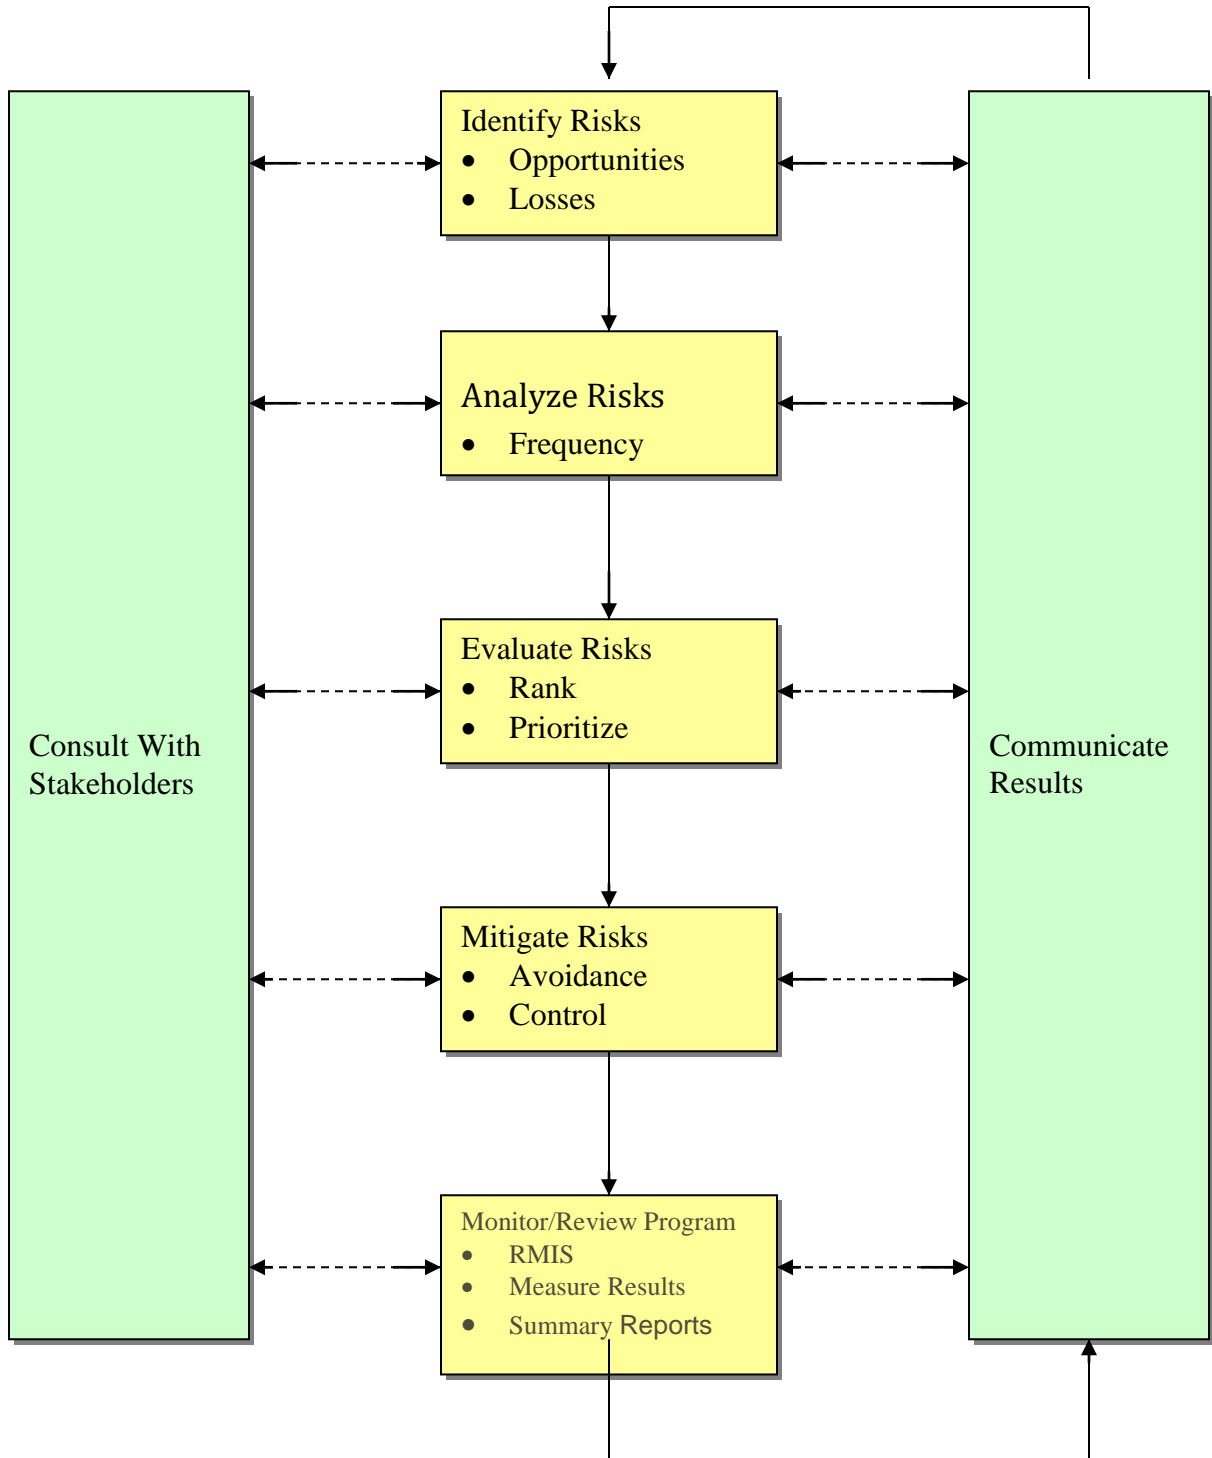 Identify Risks
• Opportunities
• Losses
Analyze Risks
• Frequency
Evaluate Risks
• Rank
• Prioritize
Consult With
Stakeholders
Communicate
Results
Mitigate Risks
• Avoidance
• Control
Monitor/Review Program
• RMIS
• Measure Results
• Summary Reports